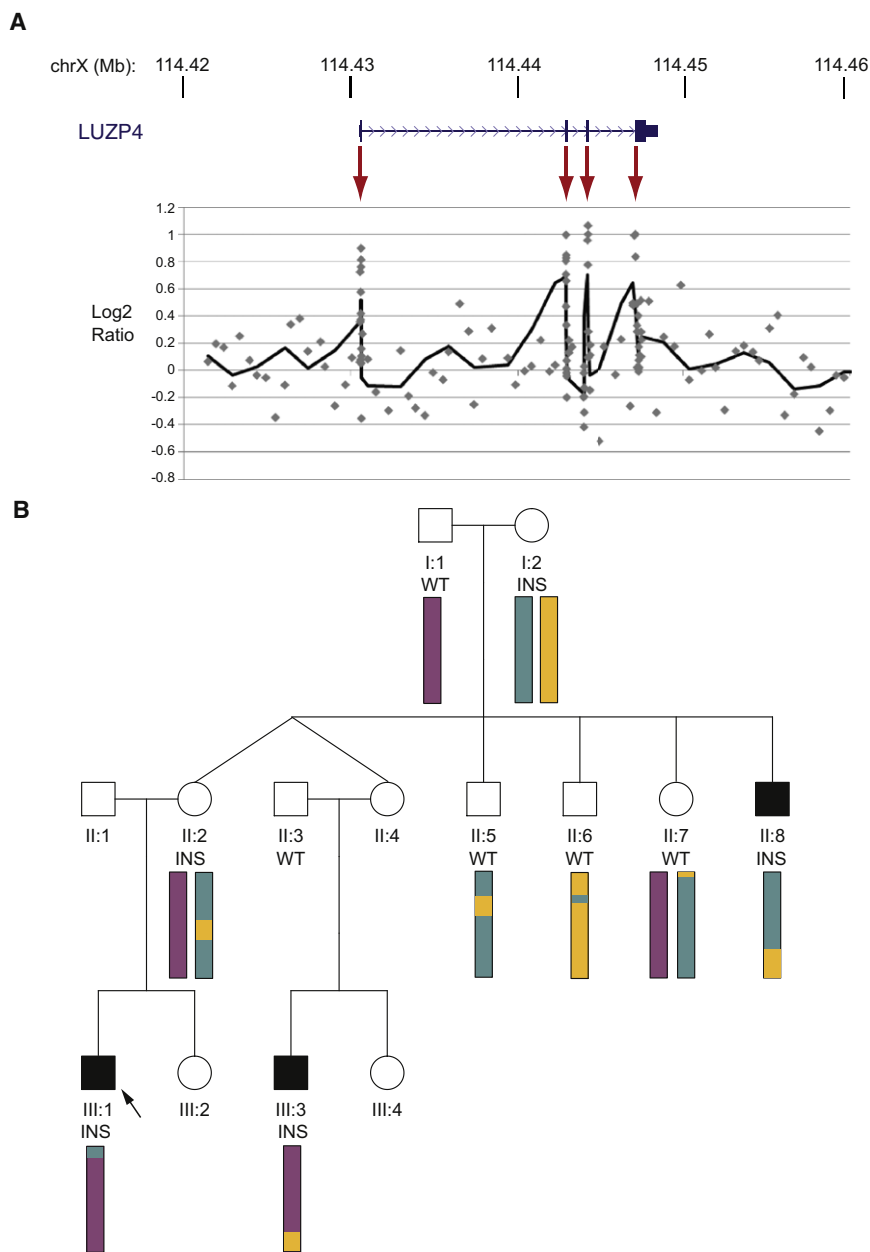 A
chrX (Mb): 114.42 114.43 114.44 114.45 114.46
LUZP4
Log2
Ratio
1.2
1
0.8
0.6
0.4
0.2
0
-0.2
-0.4
-0.6
-0.8
B
I:1 I:2
WT INS
II:1 II:2 II:3 II:4 II:5 II:6 II:7 II:8
INS WT WT WT WT INS
III:1 III:2 III:3 III:4
INS INS